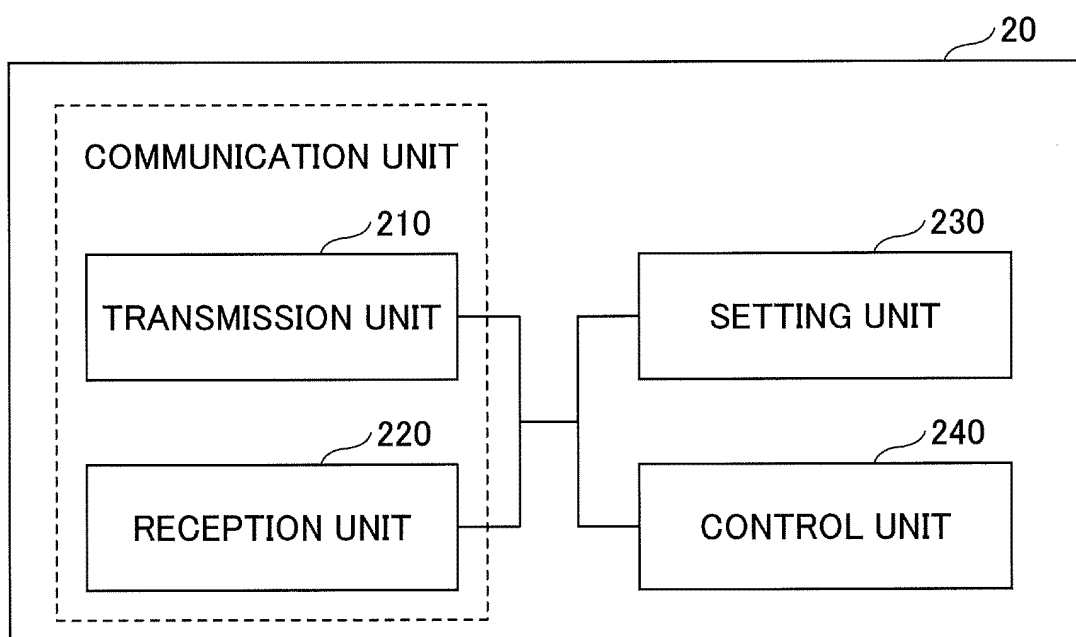 20
COMMUNICATION UNIT
210
TRANSMISSION UNIT
220
RECEPTION UNIT
230
SETTING UNIT
240
CONTROL UNIT